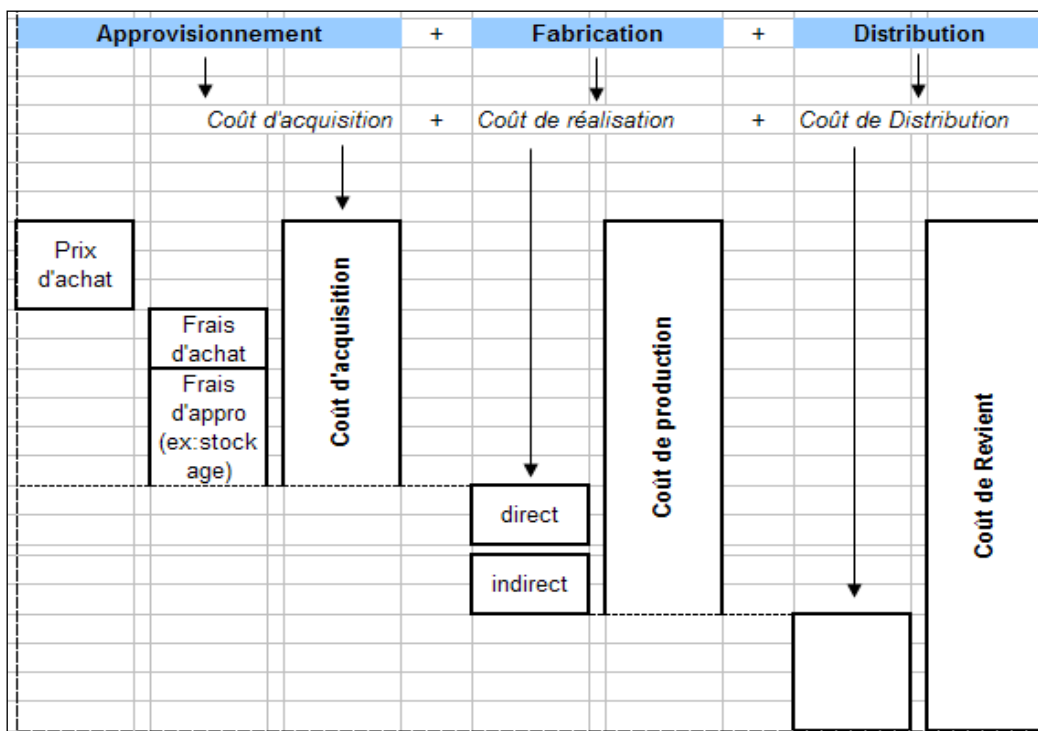 Approvisionnement + Fabrication + Distribution
Coût d'acquisition + Coût de réalisation + Coût de Distribution
Prix
d'achat
Frais
d'achat
Frais
d'appro
(ex:stock
age)
Coût d'acquisition
direct
indirect
Coût de production
Coût de Revient